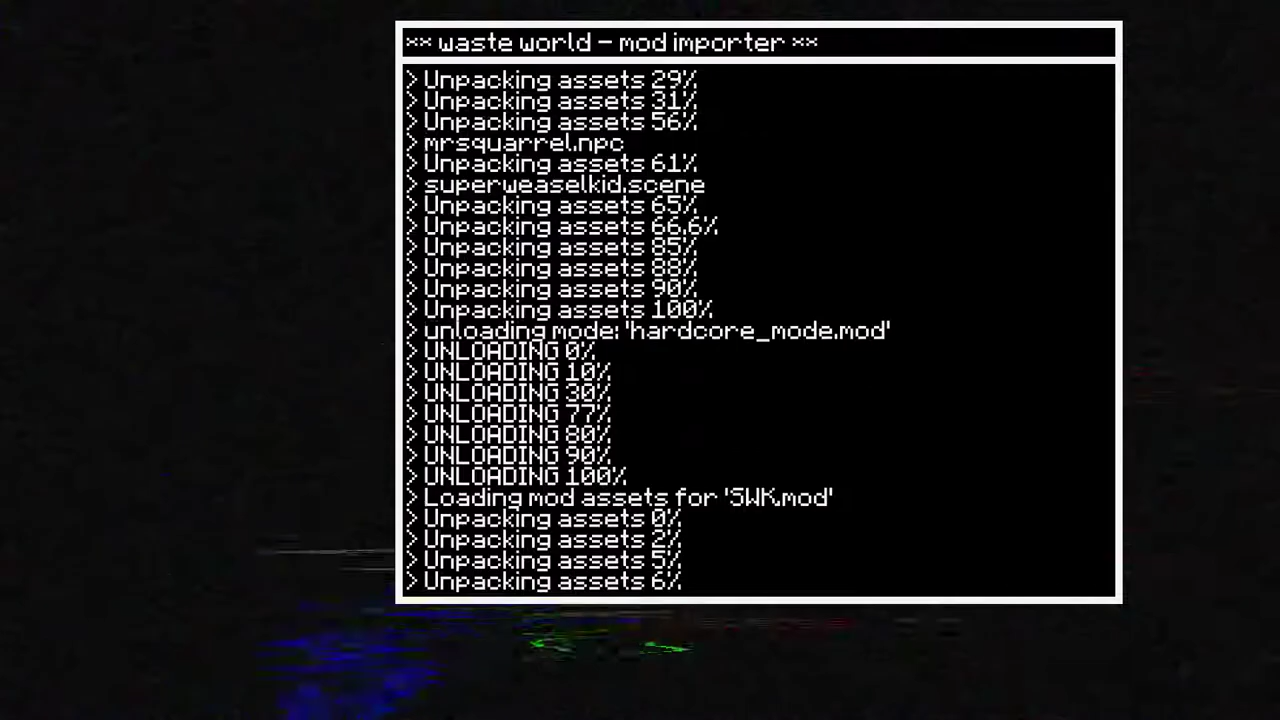 ** waste world - mod importer **
> Unpacking assets 29%
> Unpacking assets 31%
> Unpacking assets 56%
> mrsquarrel.npc
> Unpacking assets 61%
> superweaselkid.scene
> Unpacking assets 65%
> Unpacking assets 66.6%
> Unpacking assets 85%
> Unpacking assets 88%
> Unpacking assets 90%
> Unpacking assets 100%
> unloading mode: 'hardcore_mode.mod'
> UNLOADING 0%
> UNLOADING 10%
> UNLOADING 30%
> UNLOADING 77%
> UNLOADING 80%
> UNLOADING 90%
> UNLOADING 100%
> Loading mod assets for 'SWK.mod'
> Unpacking assets 0%
> Unpacking assets 2%
> Unpacking assets 5%
> Unpacking assets 6%